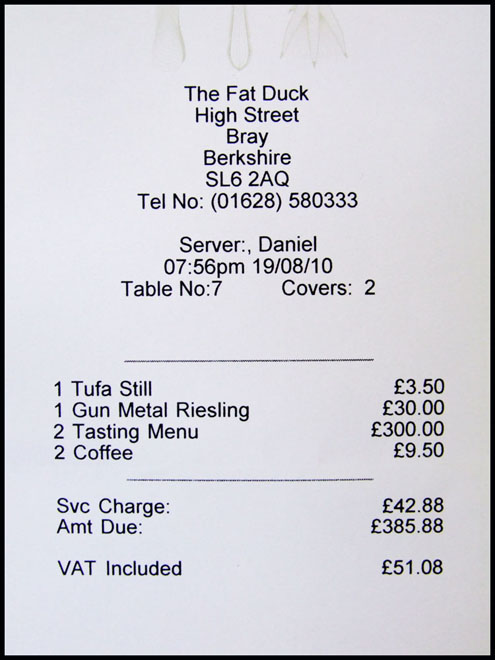 The Fat Duck
High Street
Bray
Berkshire
SL6 2AQ
Tel No: (01628) 580333
Server:, Daniel
07:56pm 19/08/10
Table No:7 Covers: 2
1 Tufa Still £3.50
1 Gun Metal Riesling £30.00
2 Tasting Menu £300.00
2 Coffee £9.50
Svc Charge: £42.88
Amt Due: £385.88
VAT Included £51.08